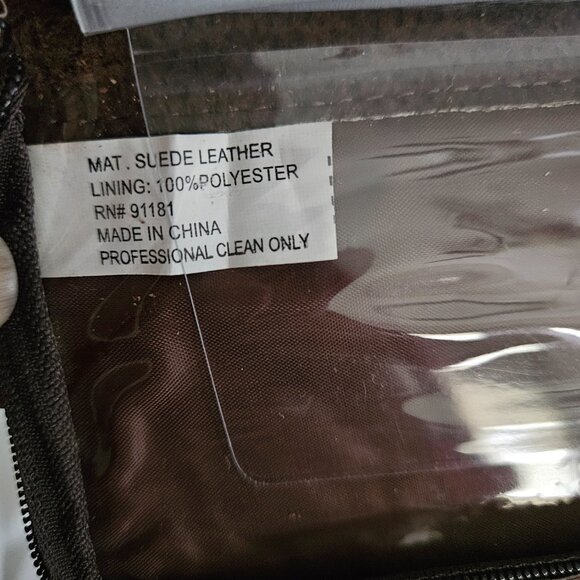 MAT . SUEDE LEATHER
LINING: 100%POLYESTER
RN# 91181
MADE IN CHINA
PROFESSIONAL CLEAN ONLY